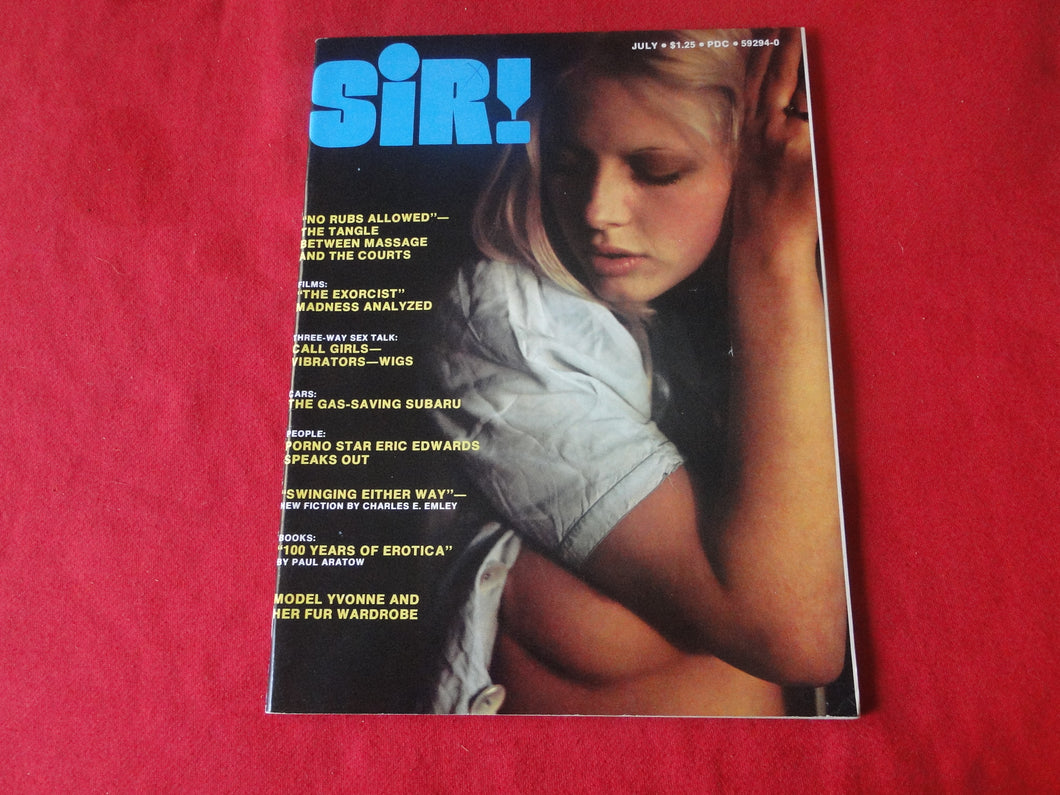 JULY • $1.25 • PDC • 59294-0
SiR!
"NO RUBS ALLOWED"—
THE TANGLE
BETWEEN MASSAGE
AND THE COURTS
FILMS:
"THE EXORCIST"
MADNESS ANALYZED
THREE-WAY SEX TALK:
CALL GIRLS—
VIBRATORS—WIGS
CARS:
THE GAS-SAVING SUBARU
PEOPLE:
PORNO STAR ERIC EDWARDS
SPEAKS OUT
"SWINGING EITHER WAY"—
NEW FICTION BY CHARLES E. EMLEY
BOOKS:
"100 YEARS OF EROTICA"
BY PAUL ARATOW
MODEL YVONNE AND
HER FUR WARDROBE